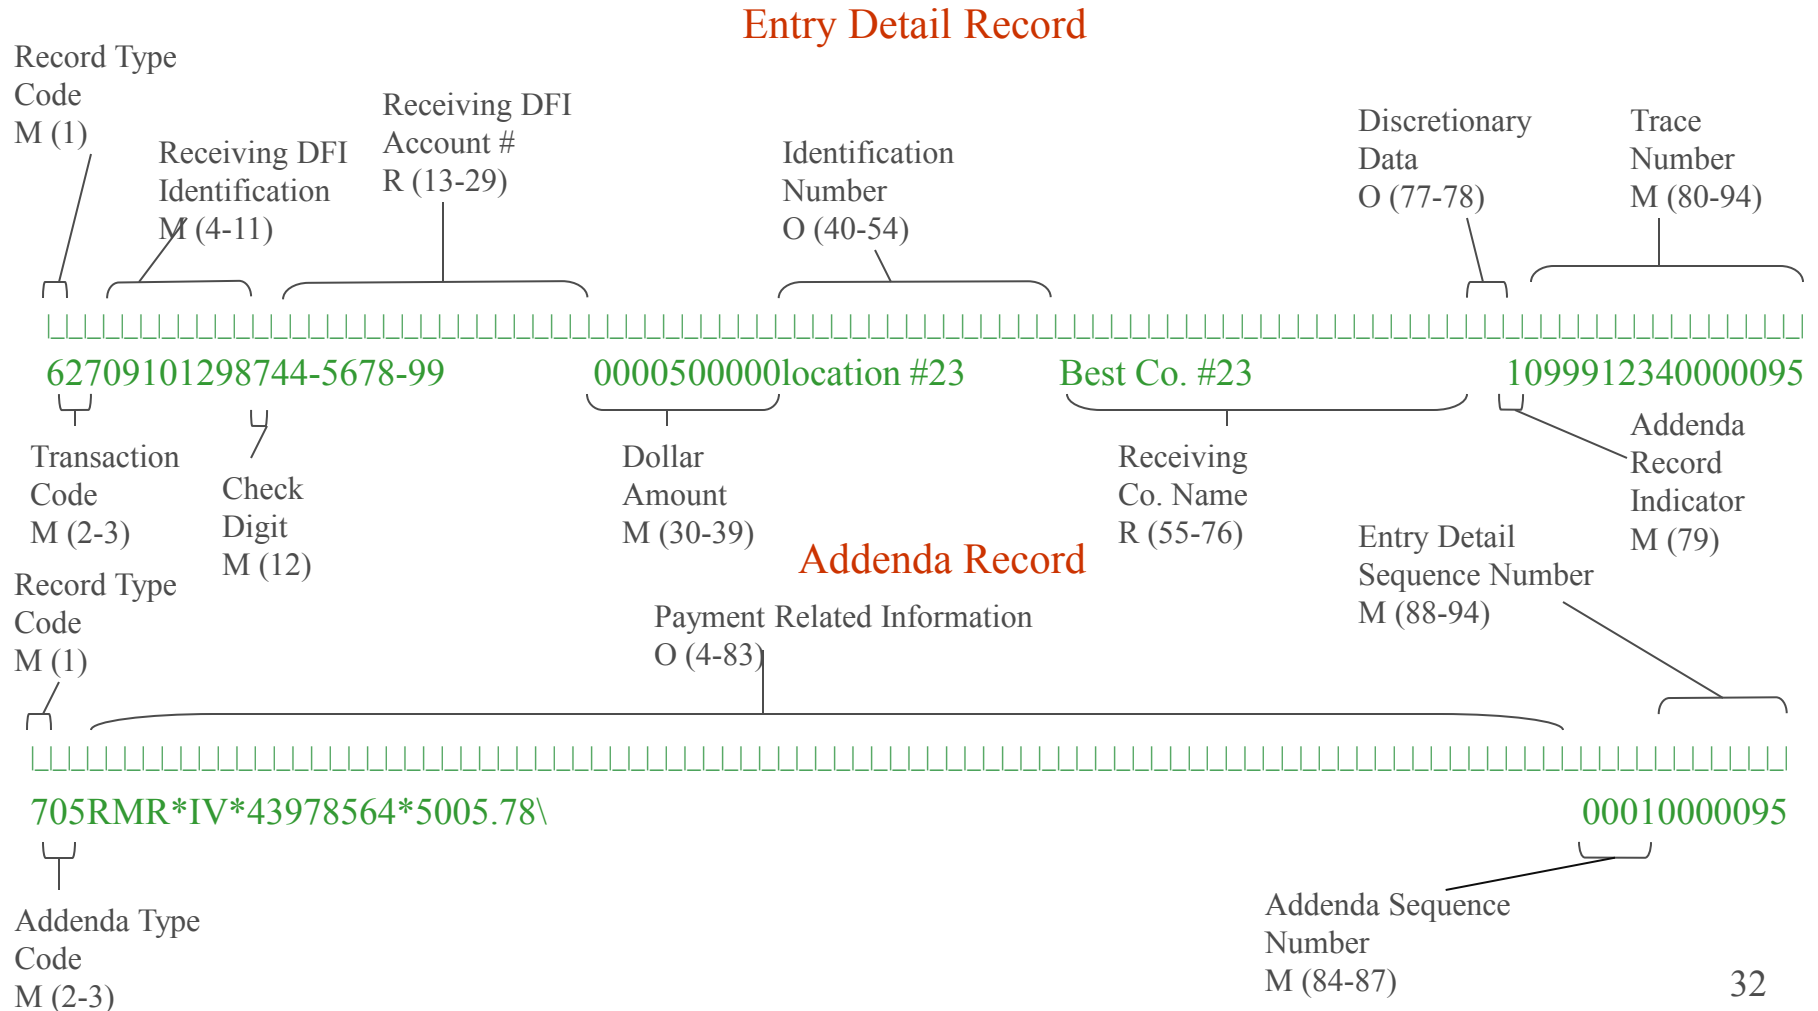 Entry Detail Record
Record Type
Code
M (1)
Receiving DFI
Identification
M (4-11)
Receiving DFI
Account #
R (13-29)
Identification
Number
O (40-54)
Discretionary
Data
O (77-78)
Trace
Number
M (80-94)
62709101298744-5678-99 0000500000location #23 Best Co. #23 1099912340000095
Transaction
Code
M (2-3)
Check
Digit
M (12)
Dollar
Amount
M (30-39)
Receiving
Co. Name
R (55-76)
Addenda
Record
Indicator
M (79)
Addenda Record
Record Type
Code
M (1)
Payment Related Information
O (4-83)
Entry Detail
Sequence Number
M (88-94)
705RMR*IV*43978564*5005.78\ 00010000095
Addenda Type
Code
M (2-3)
Addenda Sequence
Number
M (84-87)
32